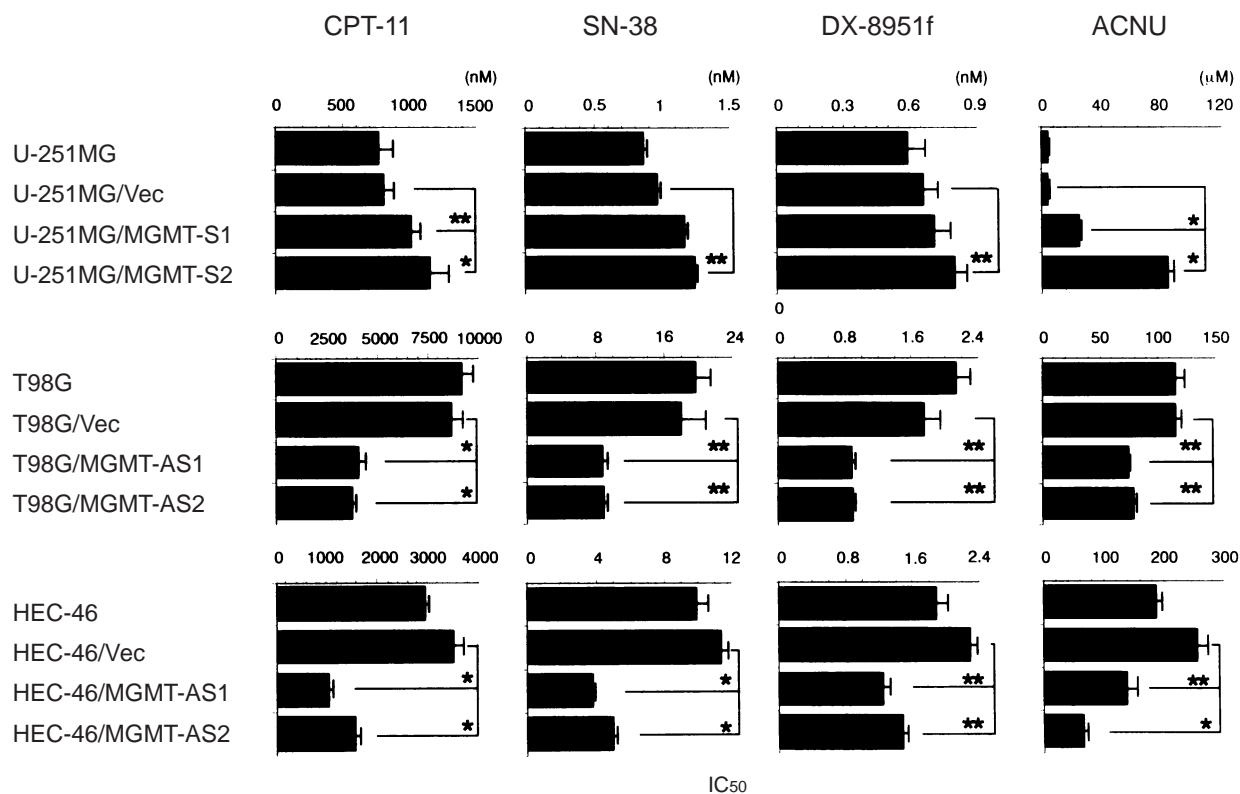 CPT-11 SN-38 DX-8951f ACNU
(nM) (nM) (nM) (μM)
0 500 1000 1500 0 0.5 1 1.5 0 0.3 0.6 0.9 0 40 80 120
U-251MG
U-251MG/Vec
U-251MG/MGMT-S1 ** *
U-251MG/MGMT-S2 * ** ** *
0
0 2500 5000 7500 10000 0 8 16 24 0 0.8 1.6 2.4 0 50 100 150
T98G
T98G/Vec
T98G/MGMT-AS1 * ** ** **
T98G/MGMT-AS2 * ** ** **
0 1000 2000 3000 4000 0 4 8 12 0 0.8 1.6 2.4 0 100 200 300
HEC-46
HEC-46/Vec
HEC-46/MGMT-AS1 * * ** **
HEC-46/MGMT-AS2 * * ** *
IC50